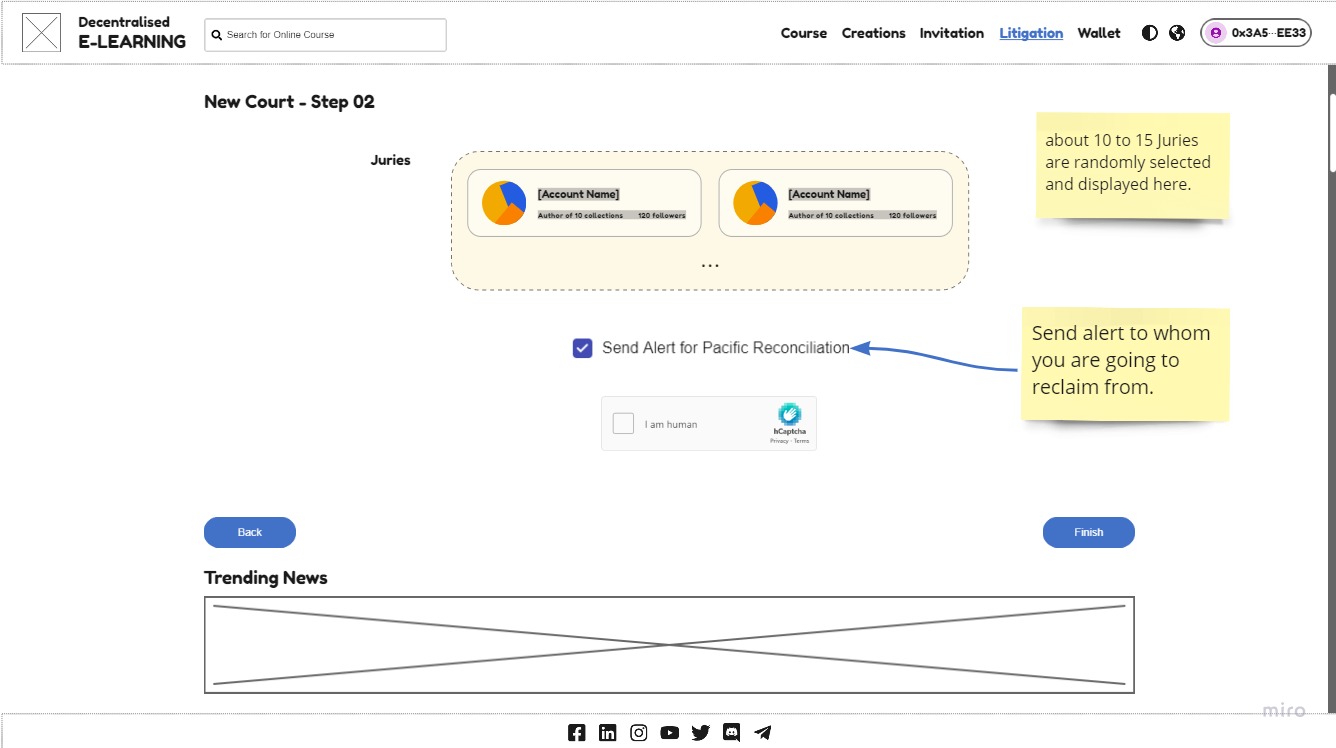 Decentralised
E-LEARNING
Search for Online Course
Course Creations Invitation Litigation Wallet 0x3A5···EE33
New Court - Step 02
Juries
[Account Name]
Author of 10 collections 120 followers
[Account Name]
Author of 10 collections 120 followers
...
about 10 to 15 Juries
are randomly selected
and displayed here.
Send Alert for Pacific Reconciliation
Send alert to whom
you are going to
reclaim from.
I am human
hCaptcha
Privacy - Terms
Back
Finish
Trending News
miro